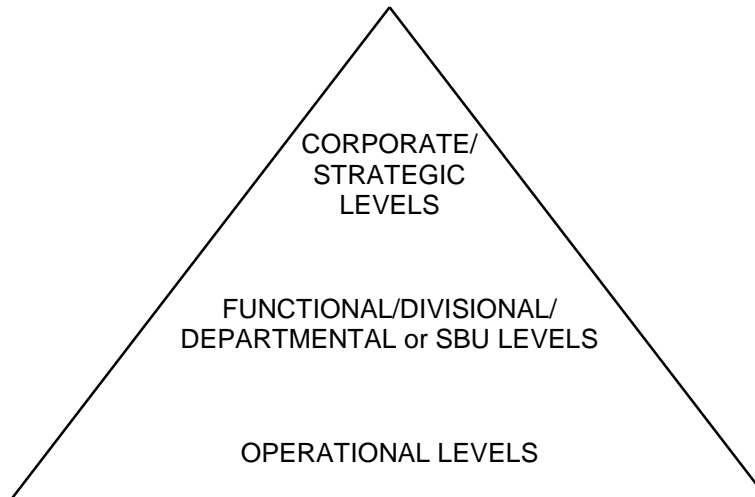 CORPORATE/
STRATEGIC
LEVELS
FUNCTIONAL/DIVISIONAL/
DEPARTMENTAL or SBU LEVELS
OPERATIONAL LEVELS